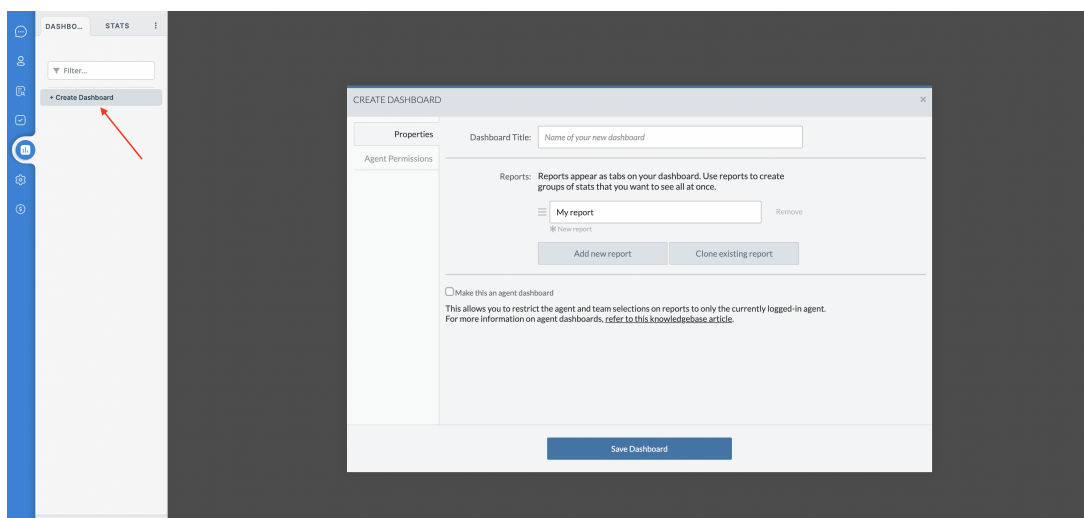 DASHBO...
STATS
Filter...
+ Create Dashboard
CREATE DASHBOARD
×
Properties
Agent Permissions
Dashboard Title:
Name of your new dashboard
Reports:
Reports appear as tabs on your dashboard. Use reports to create
groups of stats that you want to see all at once.
My report
Remove
✱ New report
Add new report
Clone existing report
Make this an agent dashboard
This allows you to restrict the agent and team selections on reports to only the currently logged-in agent.
For more information on agent dashboards, refer to this knowledgebase article.
Save Dashboard